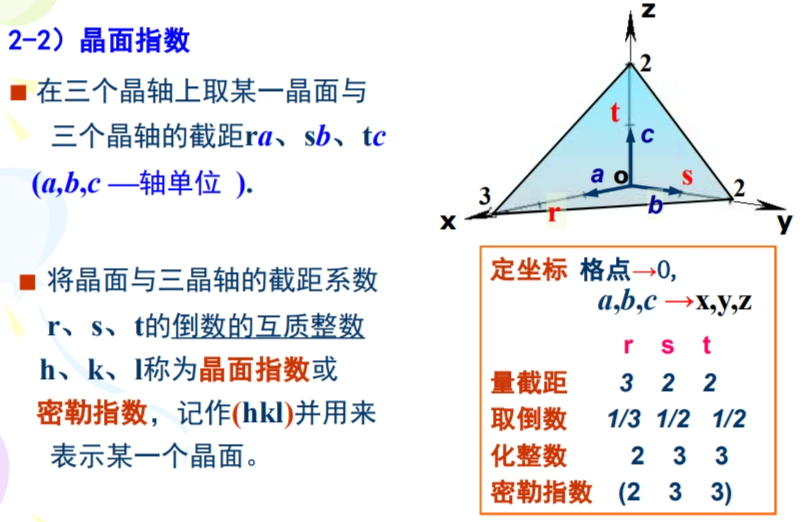 2-2）晶面指数
■ 在三个晶轴上取某一晶面与
三个晶轴的截距ra、sb、tc
(a,b,c —轴单位 ).
■ 将晶面与三晶轴的截距系数
r、s、t的倒数的互质整数
h、k、l称为晶面指数或
密勒指数，记作(hkl)并用来
表示某一个晶面。
z
2
t
c
a o s
3 2
r b
x y
定坐标 格点→0,
a,b,c →x,y,z
r s t
量截距 3 2 2
取倒数 1/3 1/2 1/2
化整数 2 3 3
密勒指数 (2 3 3)